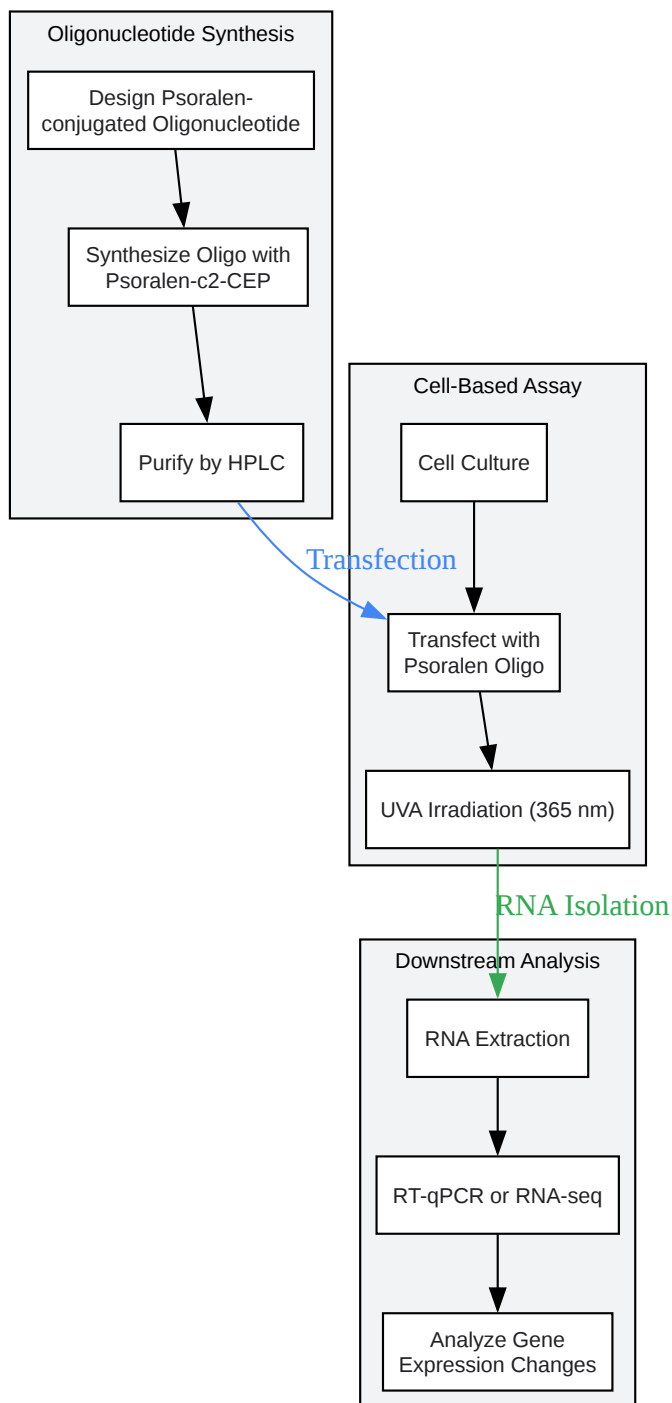 Oligonucleotide Synthesis
Design Psoralen-
conjugated Oligonucleotide
Synthesize Oligo with
Psoralen-c2-CEP
Purify by HPLC
Cell-Based Assay
Cell Culture
Transfection
Transfect with
Psoralen Oligo
UVA Irradiation (365 nm)
RNA Isolation
Downstream Analysis
RNA Extraction
RT-qPCR or RNA-seq
Analyze Gene
Expression Changes